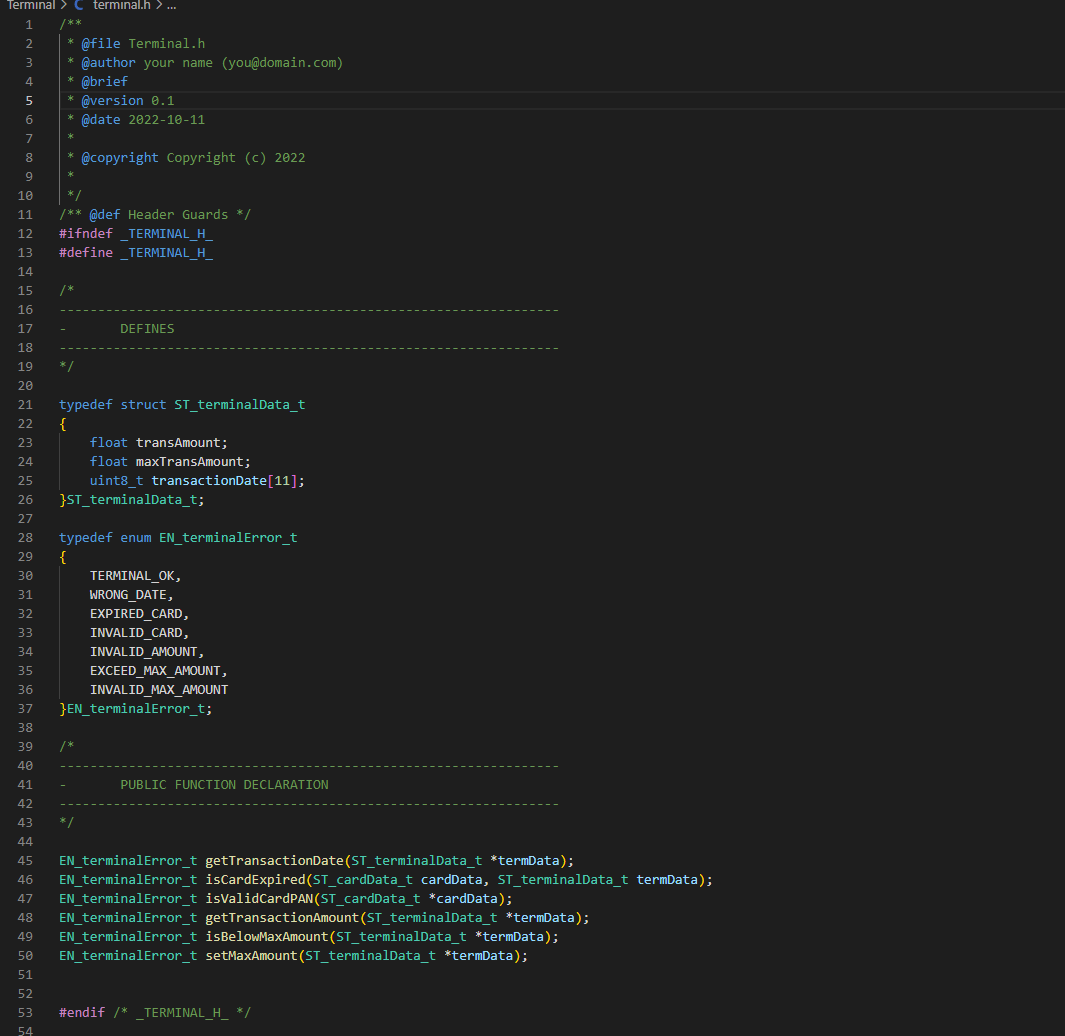 Terminal > C terminal.h > ...
1 /**
2 * @file Terminal.h
3 * @author your name (you@domain.com)
4 * @brief
5 * @version 0.1
6 * @date 2022-10-11
7 *
8 * @copyright Copyright (c) 2022
9 *
10 */
11 /** @def Header Guards */
12 #ifndef _TERMINAL_H_
13 #define _TERMINAL_H_
14
15 /*
16 -----------------------------------------------------------------
17 - DEFINES
18 -----------------------------------------------------------------
19 */
20
21 typedef struct ST_terminalData_t
22 {
23 float transAmount;
24 float maxTransAmount;
25 uint8_t transactionDate[11];
26 }ST_terminalData_t;
27
28 typedef enum EN_terminalError_t
29 {
30 TERMINAL_OK,
31 WRONG_DATE,
32 EXPIRED_CARD,
33 INVALID_CARD,
34 INVALID_AMOUNT,
35 EXCEED_MAX_AMOUNT,
36 INVALID_MAX_AMOUNT
37 }EN_terminalError_t;
38
39 /*
40 -----------------------------------------------------------------
41 - PUBLIC FUNCTION DECLARATION
42 -----------------------------------------------------------------
43 */
44
45 EN_terminalError_t getTransactionDate(ST_terminalData_t *termData);
46 EN_terminalError_t isCardExpired(ST_cardData_t cardData, ST_terminalData_t termData);
47 EN_terminalError_t isValidCardPAN(ST_cardData_t *cardData);
48 EN_terminalError_t getTransactionAmount(ST_terminalData_t *termData);
49 EN_terminalError_t isBelowMaxAmount(ST_terminalData_t *termData);
50 EN_terminalError_t setMaxAmount(ST_terminalData_t *termData);
51
52
53 #endif /* _TERMINAL_H_ */
54